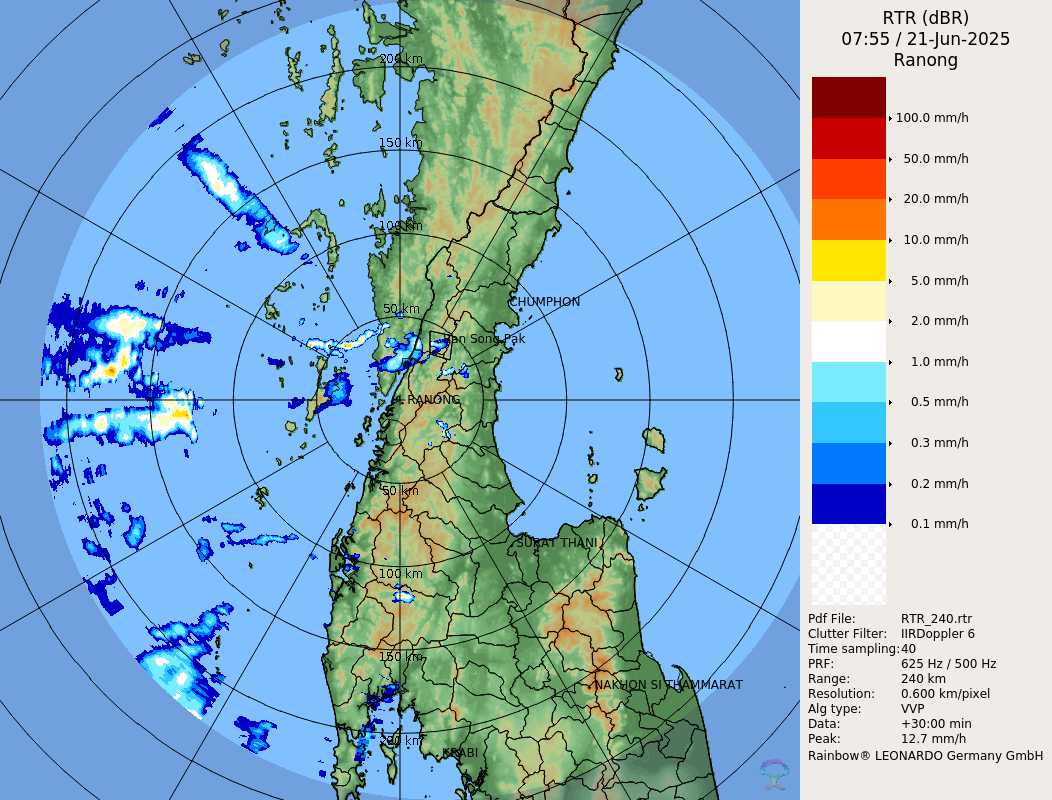 RTR (dBR)
07:55 / 21-Jun-2025
Ranong
100.0 mm/h
50.0 mm/h
20.0 mm/h
10.0 mm/h
5.0 mm/h
2.0 mm/h
1.0 mm/h
0.5 mm/h
0.3 mm/h
0.2 mm/h
0.1 mm/h
Pdf File: RTR_240.rtr
Clutter Filter: IIRDoppler 6
Time sampling:40
PRF: 625 Hz / 500 Hz
Range: 240 km
Resolution: 0.600 km/pixel
Alg type: VVP
Data: +30:00 min
Peak: 12.7 mm/h
Rainbow® LEONARDO Germany GmbH
200 km
150 km
100 km
CHUMPHON
50 km
Ban Song Pak
RANONG
50 km
SURAT THANI
100 km
150 km
NAKHON SI THAMMARAT
200 km
KRABI